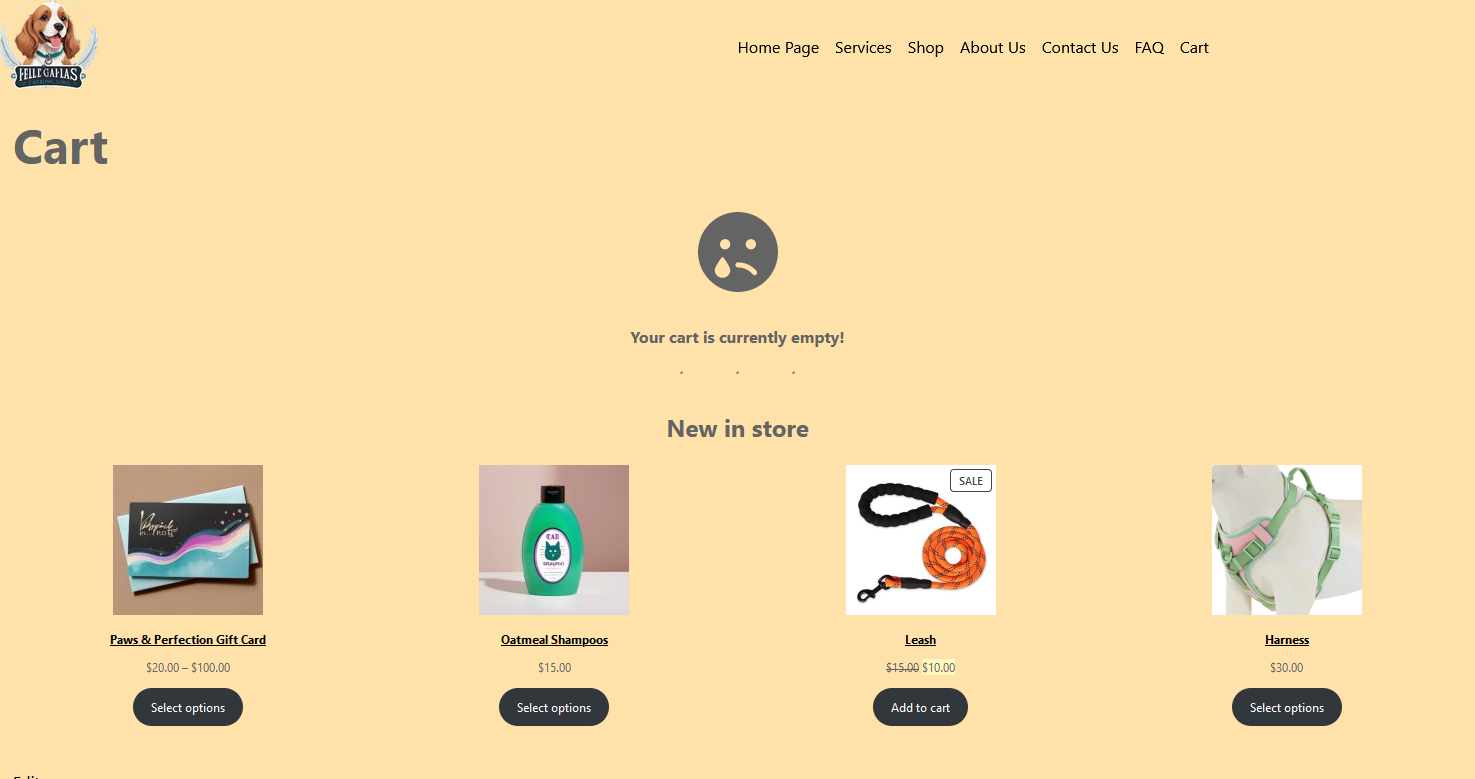 Home Page Services Shop About Us Contact Us FAQ Cart
Cart
Your cart is currently empty!
New in store
SALE
Paws & Perfection Gift Card
$20.00 – $100.00
Select options
Oatmeal Shampoos
$15.00
Select options
Leash
$15.00 $10.00
Add to cart
Harness
$30.00
Select options
Edit